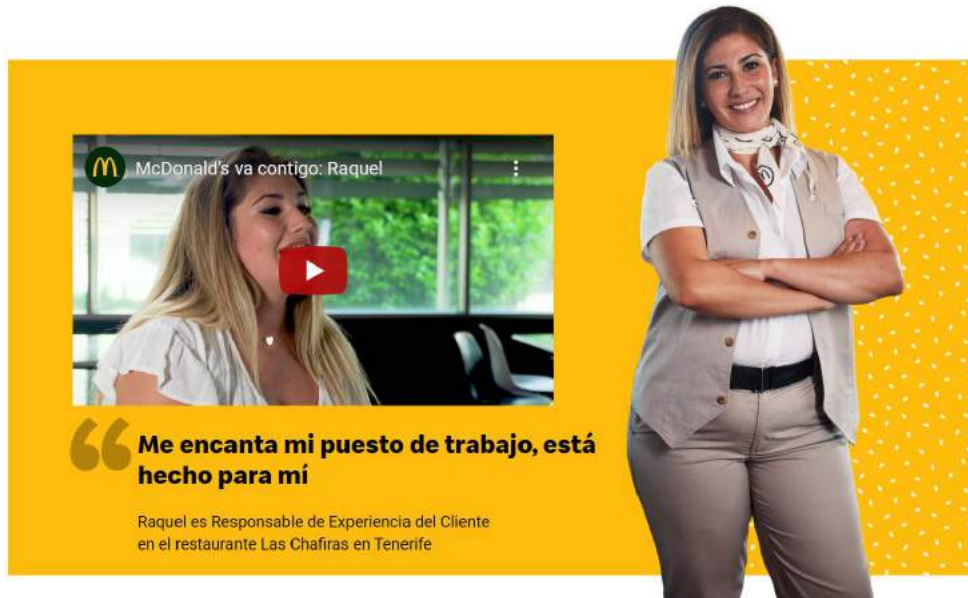 McDonald's va contigo: Raquel
Me encanta mi puesto de trabajo, está
hecho para mí
Raquel es Responsable de Experiencia del Cliente
en el restaurante Las Chafiras en Tenerife